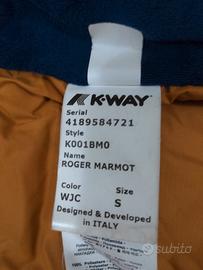 K-WAY
Serial
4189584721
Style
K001BM0
Name
ROGER MARMOT
Color Size
WJC S
Designed & Developed
in ITALY
subito